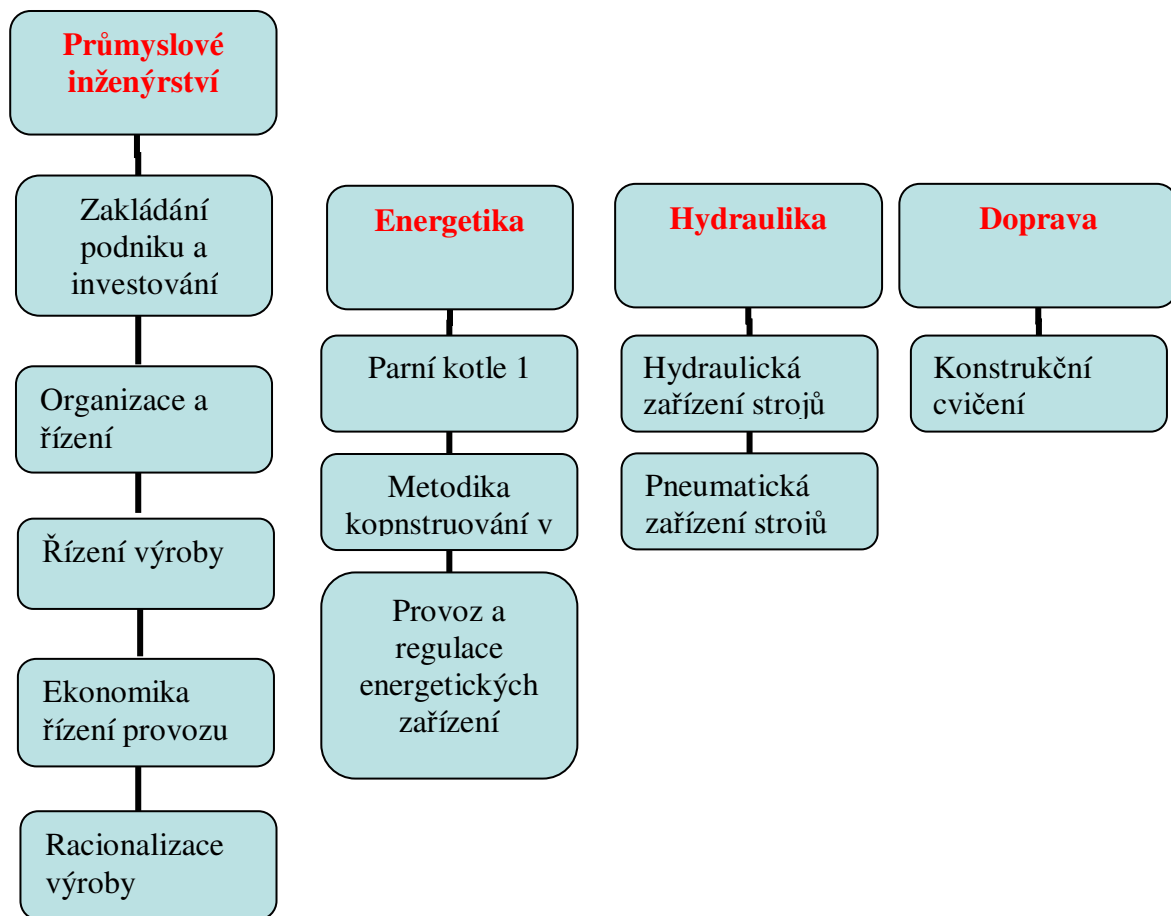 Průmyslové
inženýrství
Zakládání
podniku a
investování
Organizace a
řízení
Řízení výroby
Ekonomika
řízení provozu
Racionalizace
výroby
Energetika
Parní kotle 1
Metodika
kopnstruování v
Provoz a
regulace
energetických
zařízení
Hydraulika
Hydraulická
zařízení strojů
Pneumatická
zařízení strojů
Doprava
Konstrukční
cvičení